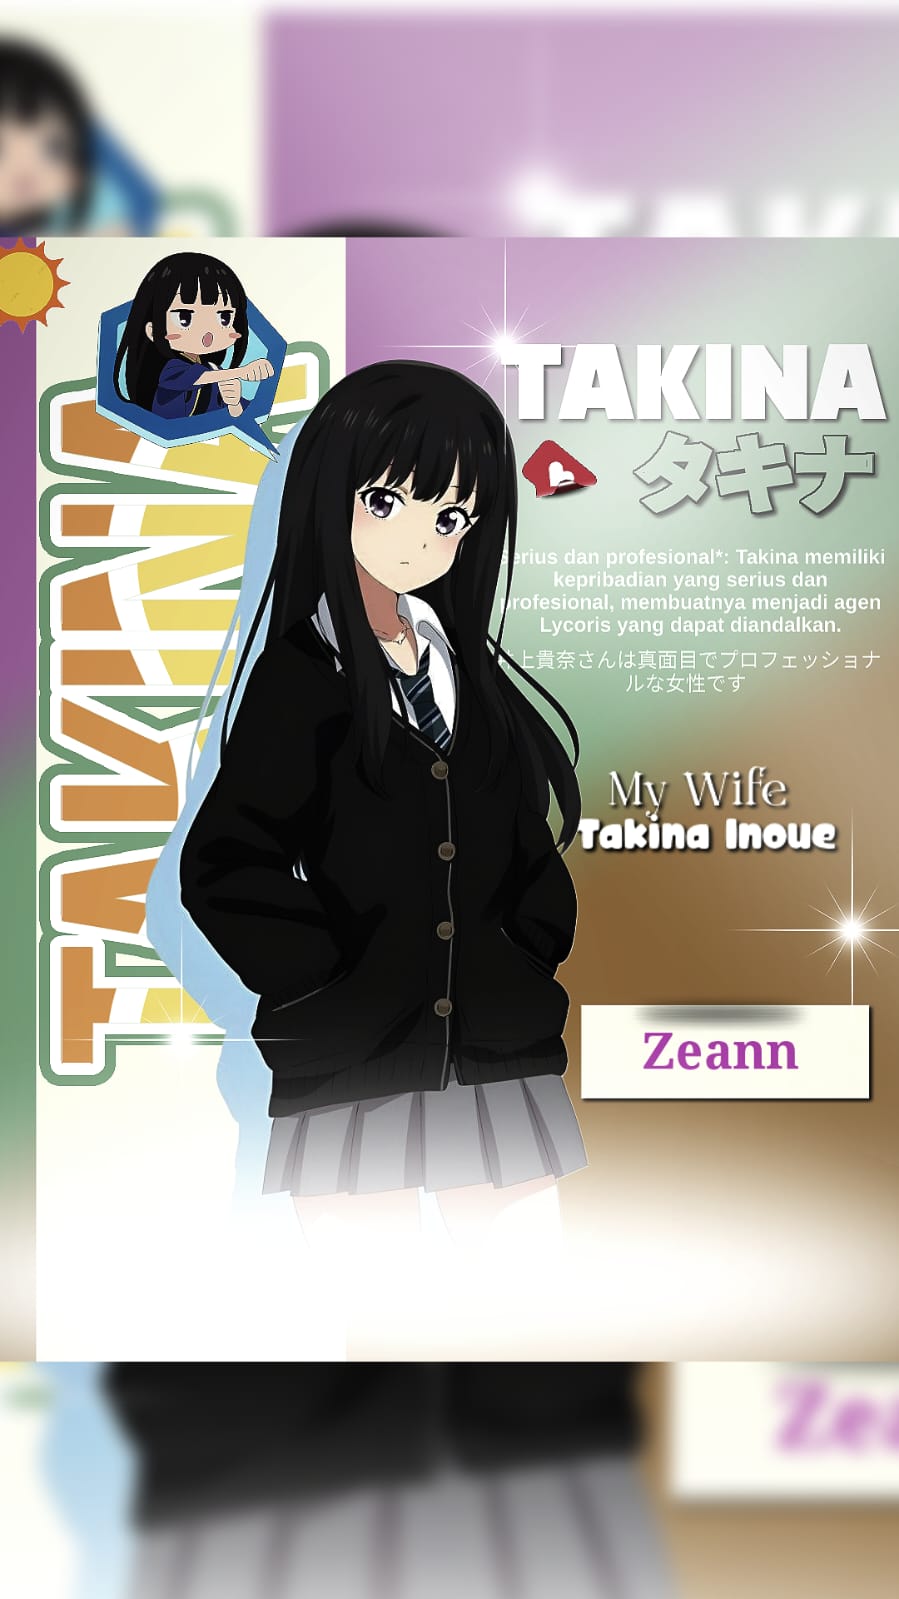 TAKINA
TAKINA
タキナ
erius dan profesional*: Takina memiliki
kepribadian yang serius dan
profesional, membuatnya menjadi agen
Lycoris yang dapat diandalkan.
上貴奈さんは真面目でプロフェッショナ
ルな女性です
My Wife
Takina Inoue
Zeann